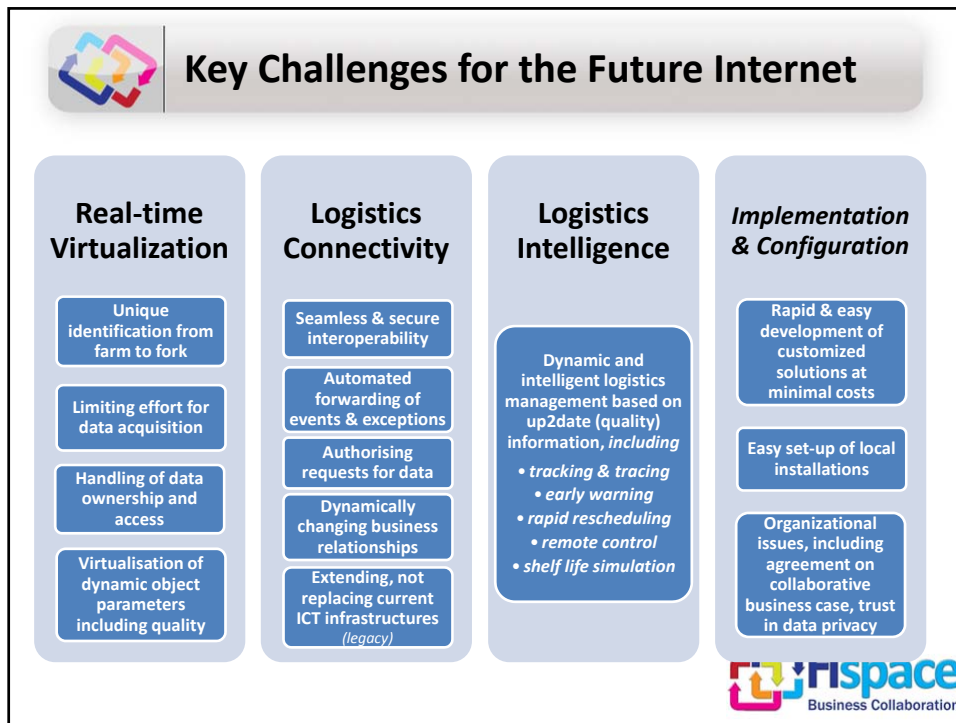 Key Challenges for the Future Internet
Real-time
Virtualization
Unique
identification from
farm to fork
Limiting effort for
data acquisition
Handling of data
ownership and
access
Virtualisation of
dynamic object
parameters
including quality
Logistics
Connectivity
Seamless & secure
interoperability
Automated
forwarding of
events & exceptions
Authorising
requests for data
Dynamically
changing business
relationships
Extending, not
replacing current
ICT infrastructures
(legacy)
Logistics
Intelligence
Dynamic and
intelligent logistics
management based on
up2date (quality)
information, including
• tracking & tracing
• early warning
• rapid rescheduling
• remote control
• shelf life simulation
Implementation
& Configuration
Rapid & easy
development of
customized
solutions at
minimal costs
Easy set-up of local
installations
Organizational
issues, including
agreement on
collaborative
business case, trust
in data privacy
fispace
Business Collaboration